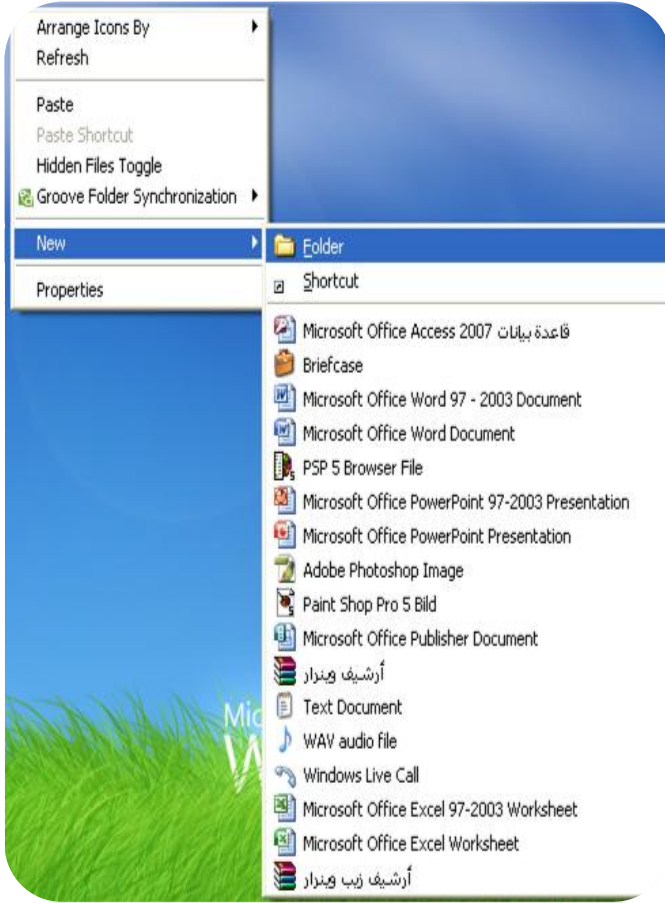 Arrange Icons By
Refresh
Paste
Paste Shortcut
Hidden Files Toggle
Groove Folder Synchronization
New
Properties
Folder
Shortcut
Microsoft Office Access 2007 قاعدة بيانات
Briefcase
Microsoft Office Word 97 - 2003 Document
Microsoft Office Word Document
PSP 5 Browser File
Microsoft Office PowerPoint 97-2003 Presentation
Microsoft Office PowerPoint Presentation
Adobe Photoshop Image
Paint Shop Pro 5 Bild
Microsoft Office Publisher Document
أرشيف وينرار
Text Document
WAV audio file
Windows Live Call
Microsoft Office Excel 97-2003 Worksheet
Microsoft Office Excel Worksheet
أرشيف زيب وينرار